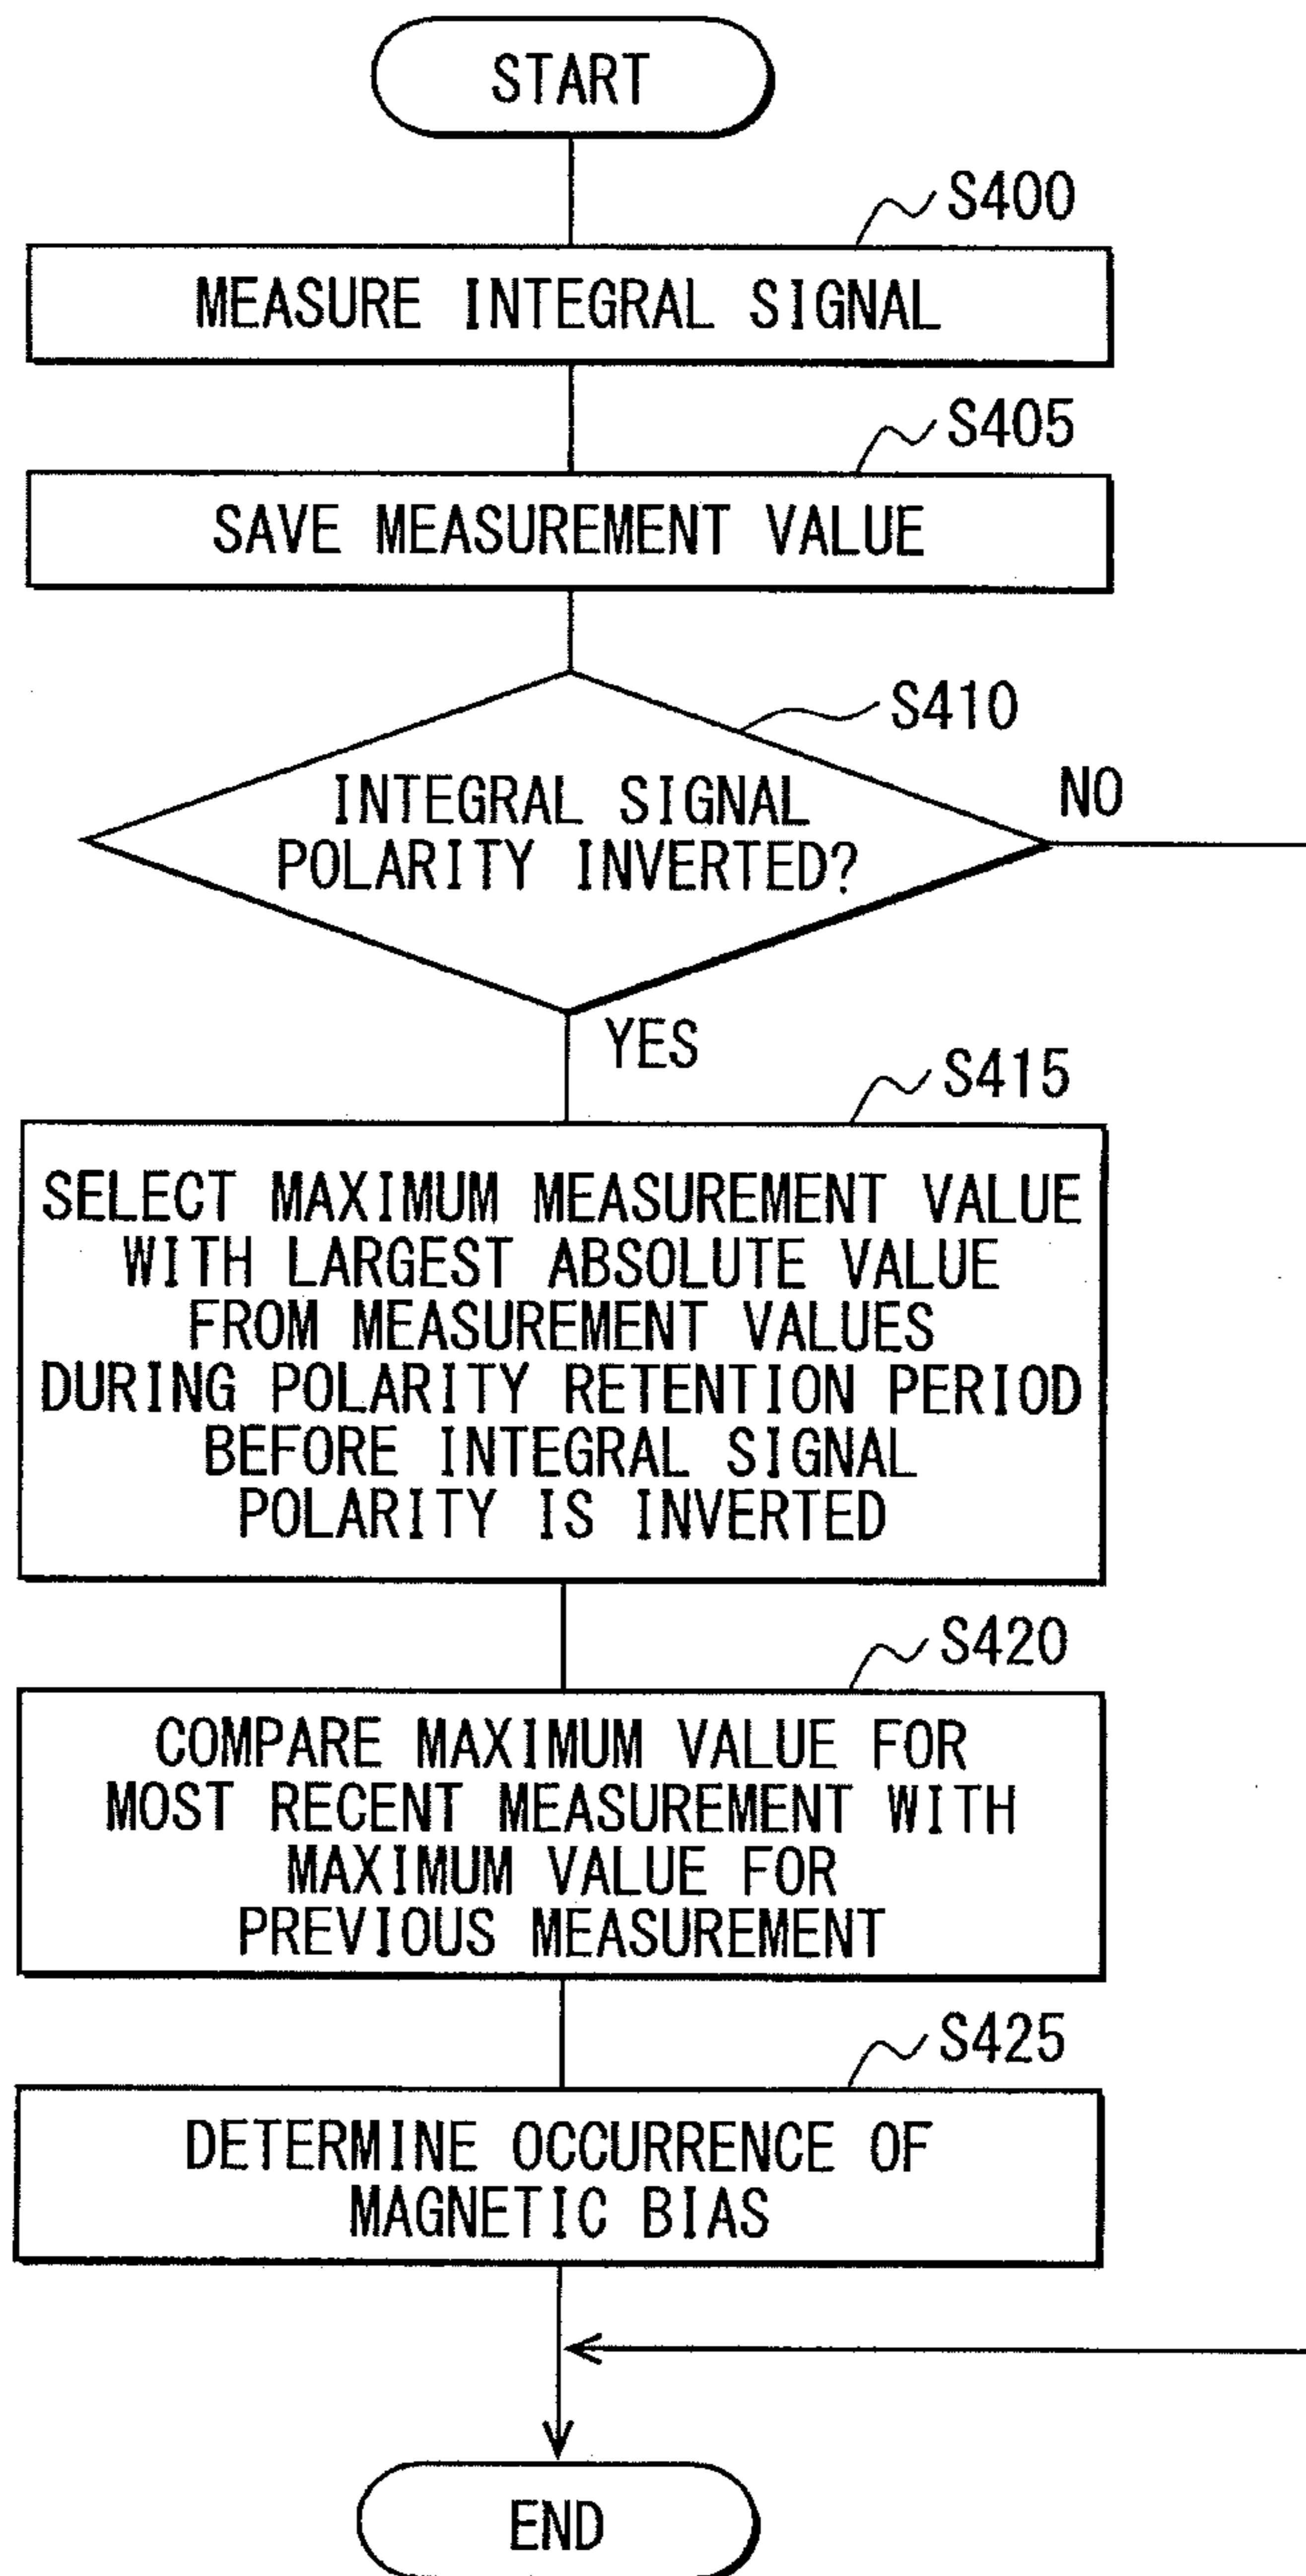 START
S400
MEASURE INTEGRAL SIGNAL
S405
SAVE MEASUREMENT VALUE
S410
INTEGRAL SIGNAL
POLARITY INVERTED?
NO
YES
S415
SELECT MAXIMUM MEASUREMENT VALUE
WITH LARGEST ABSOLUTE VALUE
FROM MEASUREMENT VALUES
DURING POLARITY RETENTION PERIOD
BEFORE INTEGRAL SIGNAL
POLARITY IS INVERTED
S420
COMPARE MAXIMUM VALUE FOR
MOST RECENT MEASUREMENT WITH
MAXIMUM VALUE FOR
PREVIOUS MEASUREMENT
S425
DETERMINE OCCURRENCE OF
MAGNETIC BIAS
END